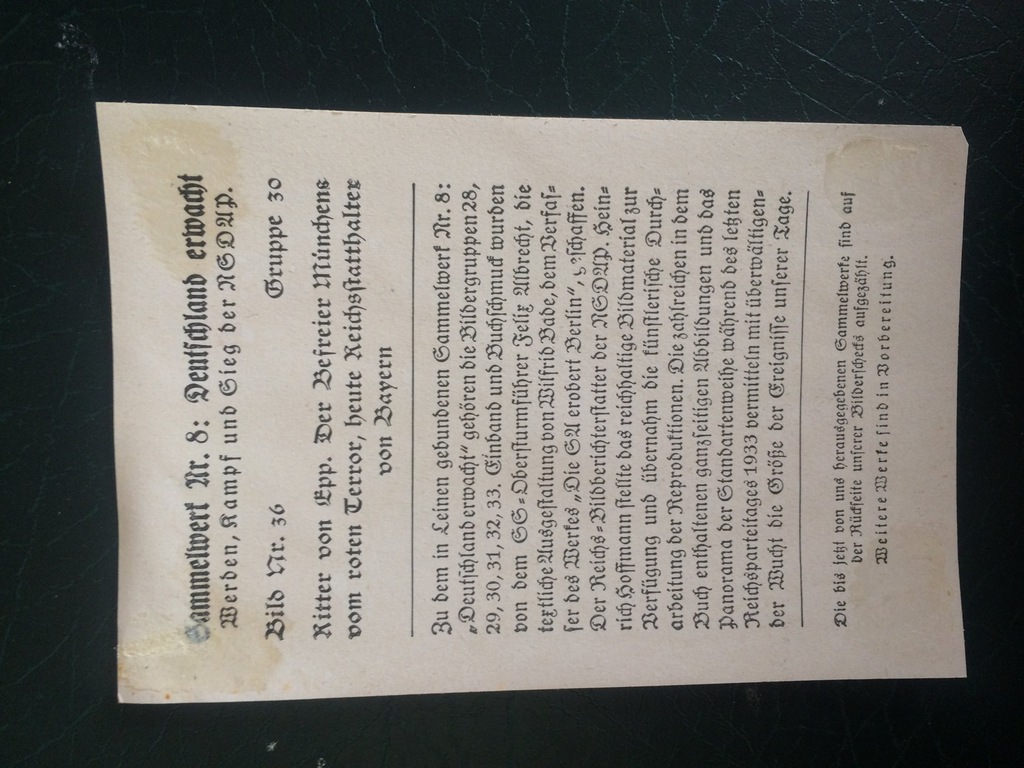 Sammelwerk Nr. 8: Deutschland erwacht
Werden, Kampf und Sieg der NSDAP.
Bild Nr. 36 Gruppe 30
Ritter von Epp. Der Befreier Münchens
vom roten Terror, heute Reichsstatthalter
von Bayern
Zu dem in Leinen gebundenen Sammelwerk Nr. 8:
„Deutschland erwacht“ gehören die Bildergruppen 28,
29, 30, 31, 32, 33. Einband und Buchschmuck wurden
von dem SS=Obersturmführer Felix Albrecht, die
textliche Ausgestaltung von Wilfrid Bade, dem Verfas=
ser des Werkes „Die SA erobert Berlin“, geschaffen.
Der Reichs=Bildberichterstatter der NSDAP. Hein=
rich Hoffmann stellte das reichhaltige Bildmaterial zur
Verfügung und übernahm die künstlerische Durch=
arbeitung der Reproduktionen. Die zahlreichen in dem
Buch enthaltenen ganzseitigen Abbildungen und das
Panorama der Standartenweihe während des letzten
Reichsparteitages 1933 vermitteln mit überwältigen=
der Wucht die Größe der Ereignisse unserer Tage.
Die bis jetzt von uns herausgegebenen Sammelwerke sind auf
der Rückseite unserer Bilderschecks aufgezählt.
Weitere Werke sind in Vorbereitung.